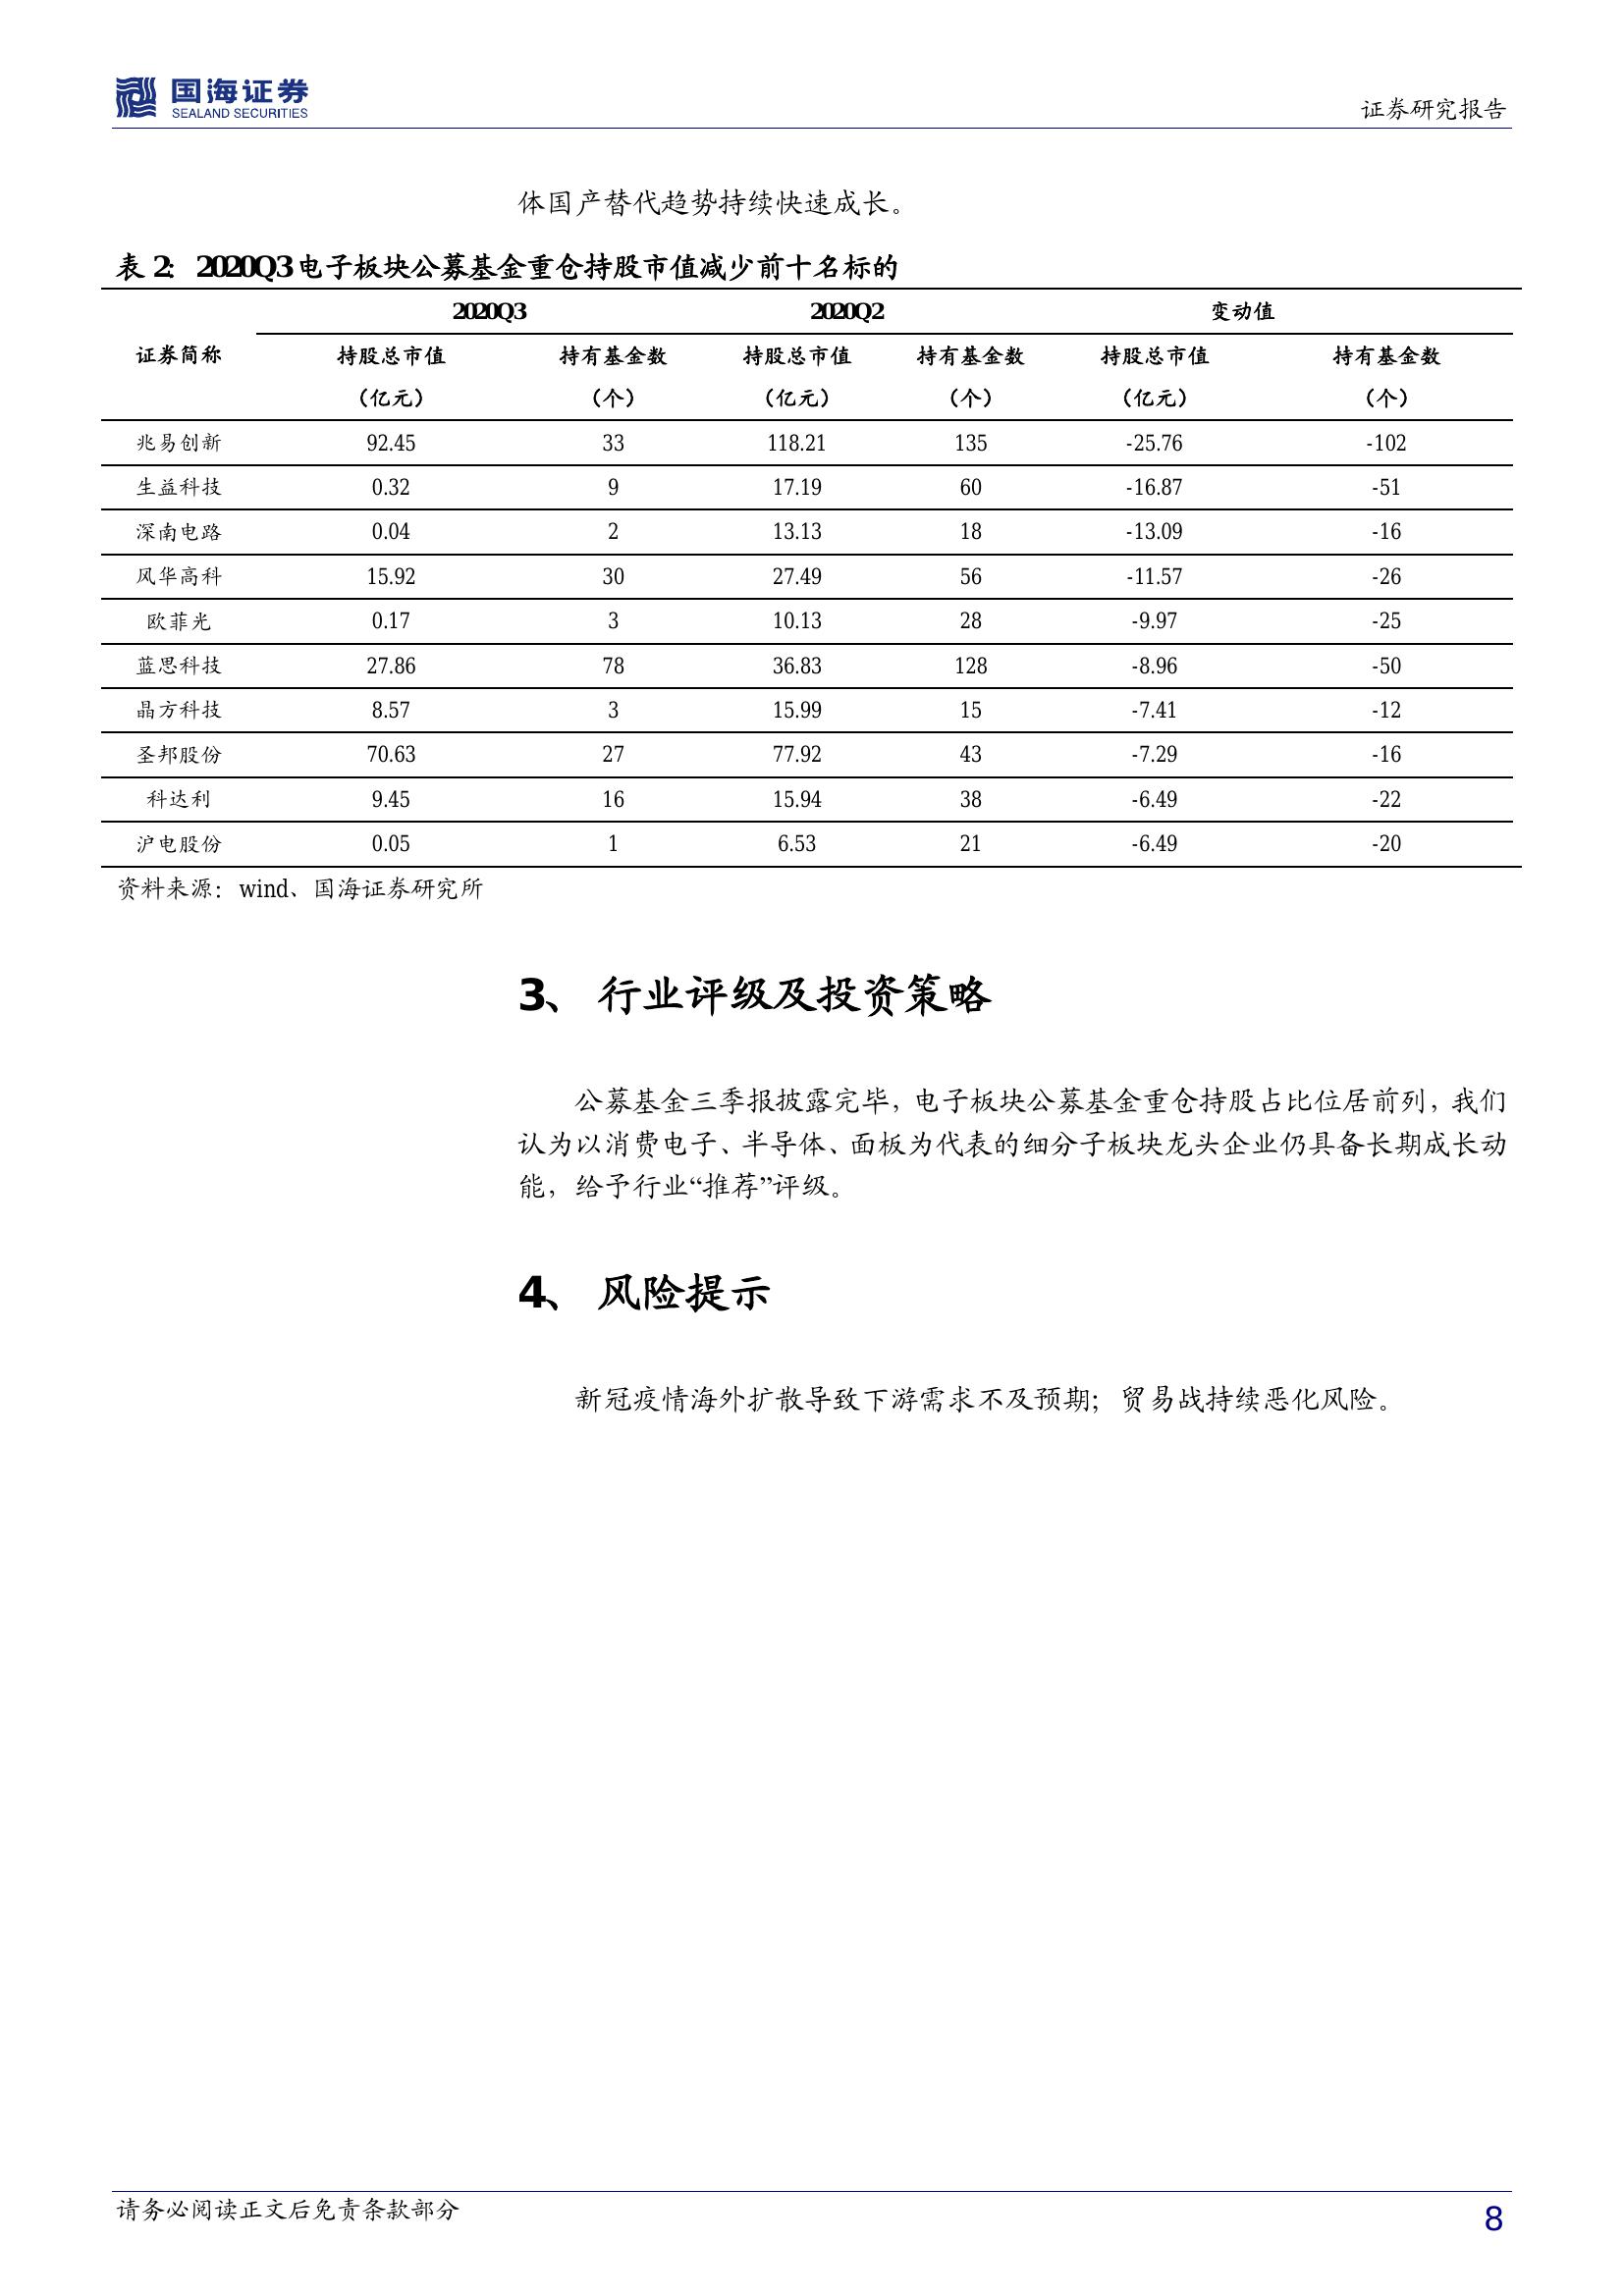 国海证券
SEALAND SECURITIES
证券研究报告
体国产替代趋势持续快速成长。
表 2：2020Q3 电子板块公募基金重仓持股市值减少前十名标的
2020Q3 2020Q2 变动值
证券简称 持股总市值 持有基金数 持股总市值 持有基金数 持股总市值 持有基金数
（亿元） （个） （亿元） （个） （亿元） （个）
兆易创新 92.45 33 118.21 135 -25.76 -102
生益科技 0.32 9 17.19 60 -16.87 -51
深南电路 0.04 2 13.13 18 -13.09 -16
风华高科 15.92 30 27.49 56 -11.57 -26
欧菲光 0.17 3 10.13 28 -9.97 -25
蓝思科技 27.86 78 36.83 128 -8.96 -50
晶方科技 8.57 3 15.99 15 -7.41 -12
圣邦股份 70.63 27 77.92 43 -7.29 -16
科达利 9.45 16 15.94 38 -6.49 -22
沪电股份 0.05 1 6.53 21 -6.49 -20
资料来源：wind、国海证券研究所
3、 行业评级及投资策略
公募基金三季报披露完毕，电子板块公募基金重仓持股占比位居前列，我们
认为以消费电子、半导体、面板为代表的细分子板块龙头企业仍具备长期成长动
能，给予行业“推荐”评级。
4、 风险提示
新冠疫情海外扩散导致下游需求不及预期；贸易战持续恶化风险。
请务必阅读正文后免责条款部分
8